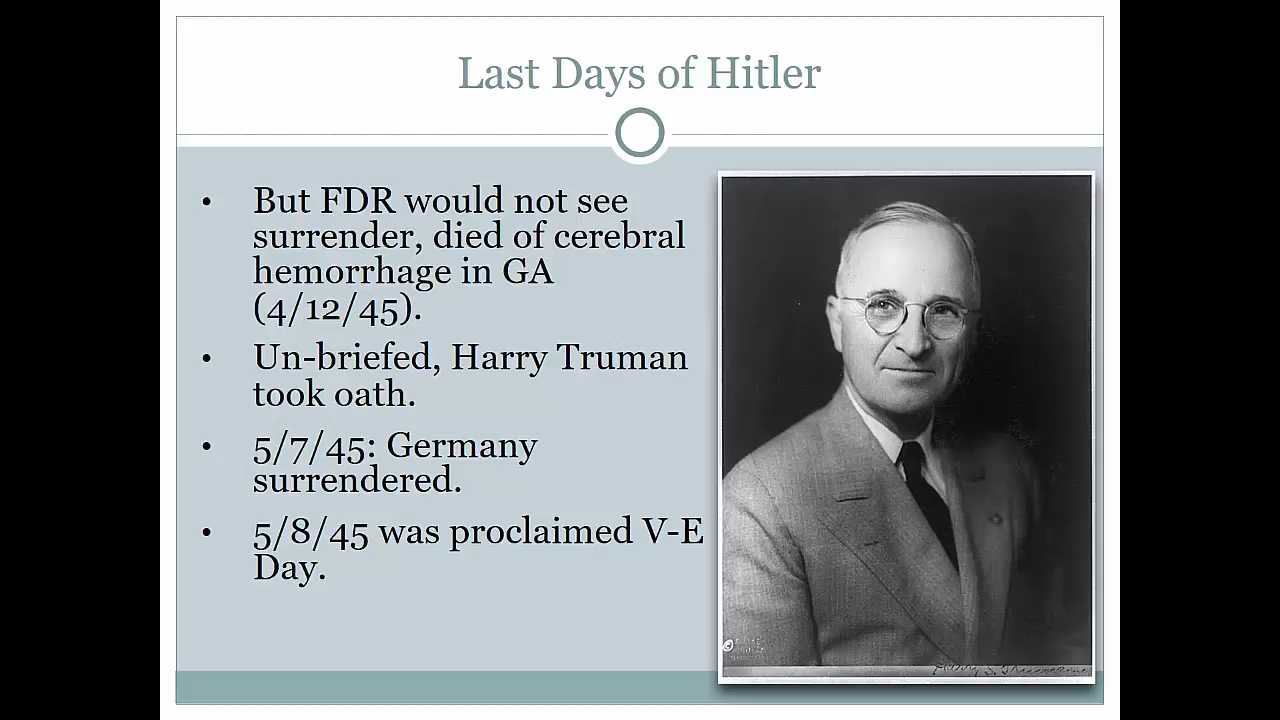 Last Days of Hitler
• But FDR would not see
surrender, died of cerebral
hemorrhage in GA
(4/12/45).
• Un-briefed, Harry Truman
took oath.
• 5/7/45: Germany
surrendered.
• 5/8/45 was proclaimed V-E
Day.
©